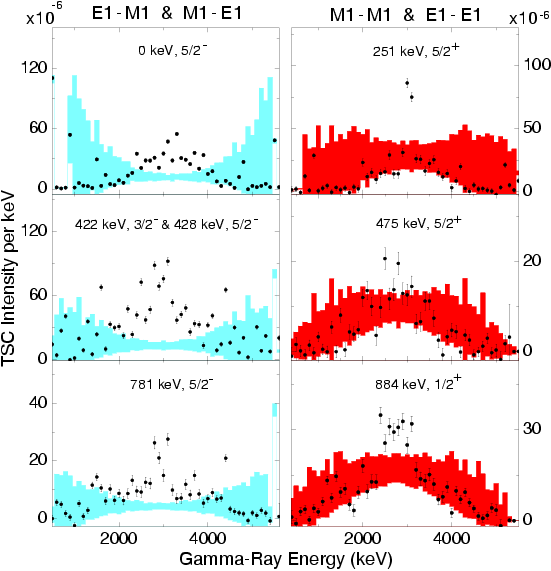 E1-M1 & M1-E1
M1-M1 & E1-E1
x10^-6
x10^-6
0 keV, 5/2^-
251 keV, 5/2^+
120
60
0
100
50
0
422 keV, 3/2^- & 428 keV, 5/2^-
475 keV, 5/2^+
120
60
0
20
0
781 keV, 5/2^-
884 keV, 1/2^+
40
20
0
30
0
2000
4000
2000
4000
TSC Intensity per keV
Gamma-Ray Energy (keV)